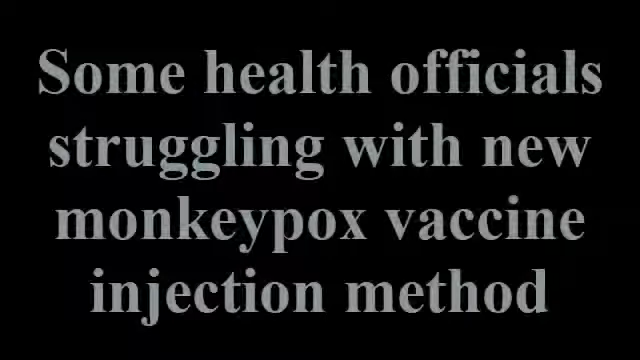 Some health officials
struggling with new
monkeypox vaccine
injection method